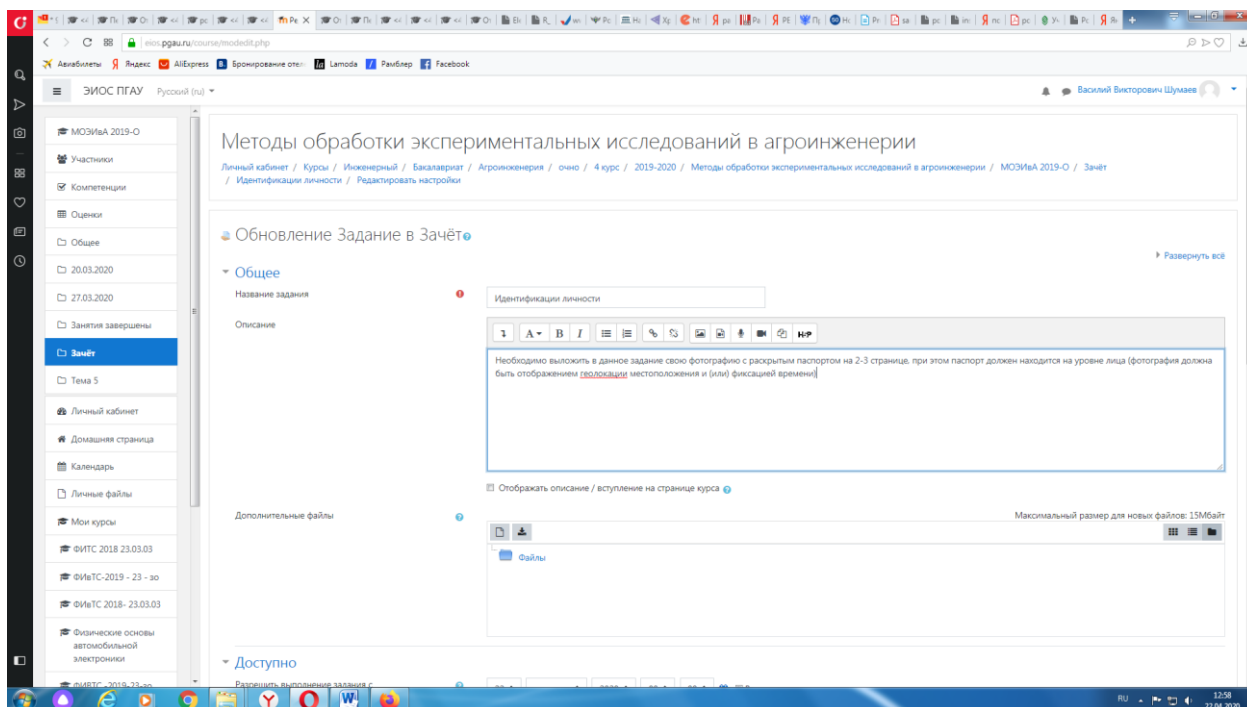 eios.pgau.ru/course/modedit.php
Авиабилеты Яндекс AliExpress Бронирование отел Lamoda Рамблер Facebook
ЭИОС ПГАУ Русский (ru)
Василий Викторович Шумаев
МОЭИвА 2019-О
Участники
Компетенции
Оценки
Общее
20.03.2020
27.03.2020
Занятия завершены
Зачёт
Тема 5
Личный кабинет
Домашняя страница
Календарь
Личные файлы
Мои курсы
ФИТС 2018 23.03.03
ФИвТС-2019 - 23 - зо
ФИвТС 2018- 23.03.03
Физические основы
автомобильной
электроники
Методы обработки экспериментальных исследований в агроинженерии
Личный кабинет / Курсы / Инженерный / Бакалавриат / Агроинженерия / очно / 4 курс / 2019-2020 / Методы обработки экспериментальных исследований в агроинженерии / МОЭИвА 2019-О / Зачёт
/ Идентификации личности / Редактировать настройки
Обновление Задание в Зачёт
Развернуть всё
Общее
Название задания
Идентификации личности
Описание
A B I H-P
Необходимо выложить в данное задание свою фотографию с раскрытым паспортом на 2-3 странице, при этом паспорт должен находится на уровне лица (фотография должна
быть отображением геолокации местоположения и (или) фиксацией времени)
Отображать описание / вступление на странице курса
Дополнительные файлы
Максимальный размер для новых файлов: 15Мбайт
Файлы
Доступно
Разрешить выполнение задания с
RU
12:58
22.04.2020